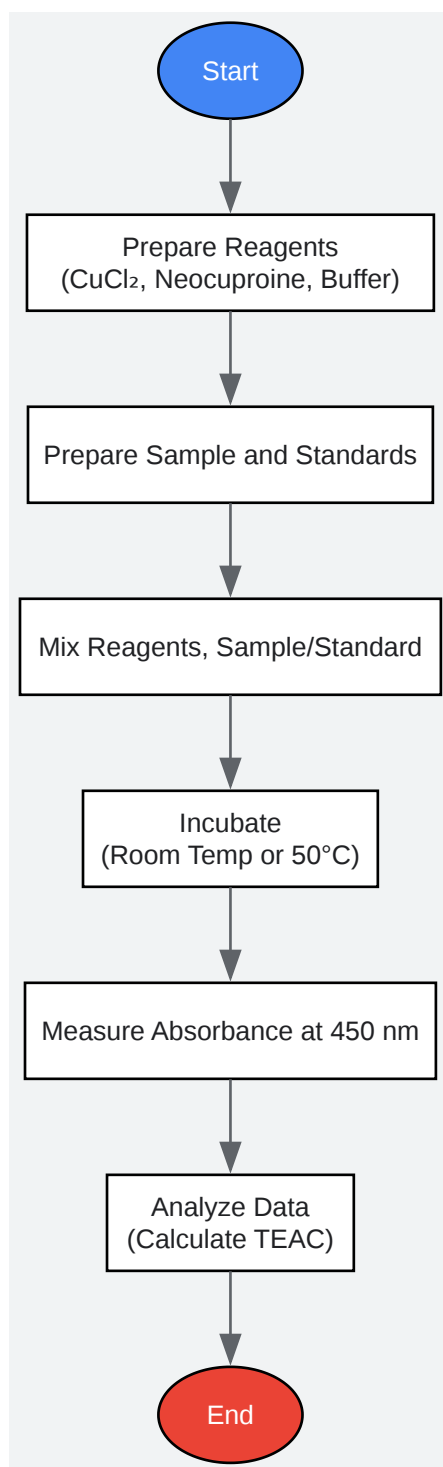 Start
Prepare Reagents
(CuCl₂, Neocuproine, Buffer)
Prepare Sample and Standards
Mix Reagents, Sample/Standard
Incubate
(Room Temp or 50°C)
Measure Absorbance at 450 nm
Analyze Data
(Calculate TEAC)
End